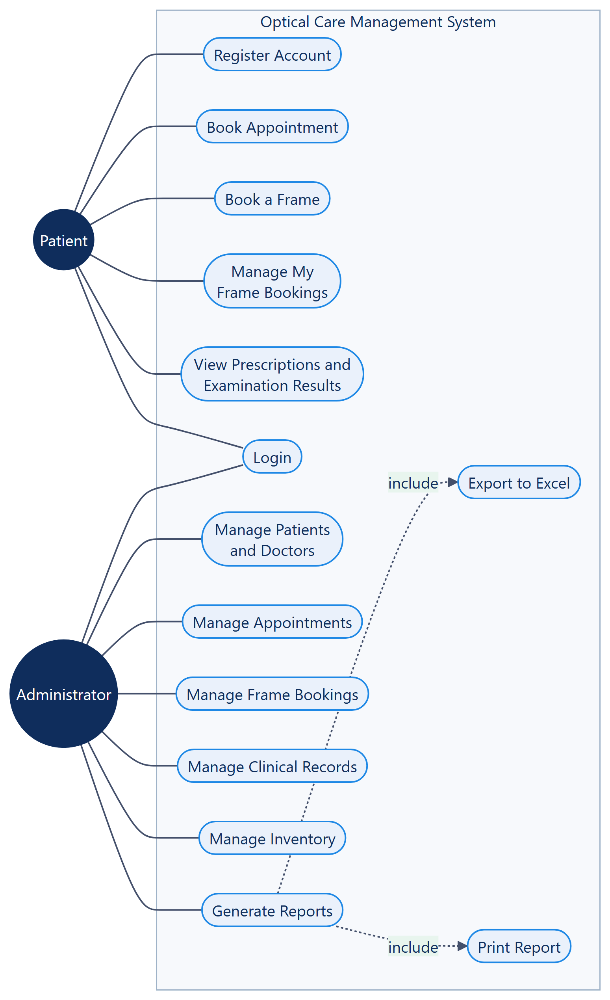 Optical Care Management System
Register Account
Book Appointment
Book a Frame
Patient
Manage My
Frame Bookings
View Prescriptions and
Examination Results
Login
include
Export to Excel
Manage Patients
and Doctors
Manage Appointments
Administrator
Manage Frame Bookings
Manage Clinical Records
Manage Inventory
Generate Reports
include
Print Report